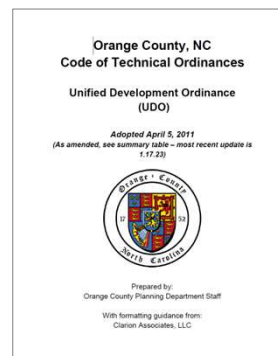 Orange County, NC
Code of Technical Ordinances
Unified Development Ordinance
(UDO)
Adopted April 5, 2011
(As amended, see summary table – most recent update is
1.17.23)
Orange County
17 52
North Carolina
Prepared by:
Orange County Planning Department Staff
With formatting guidance from:
Clarion Associates, LLC